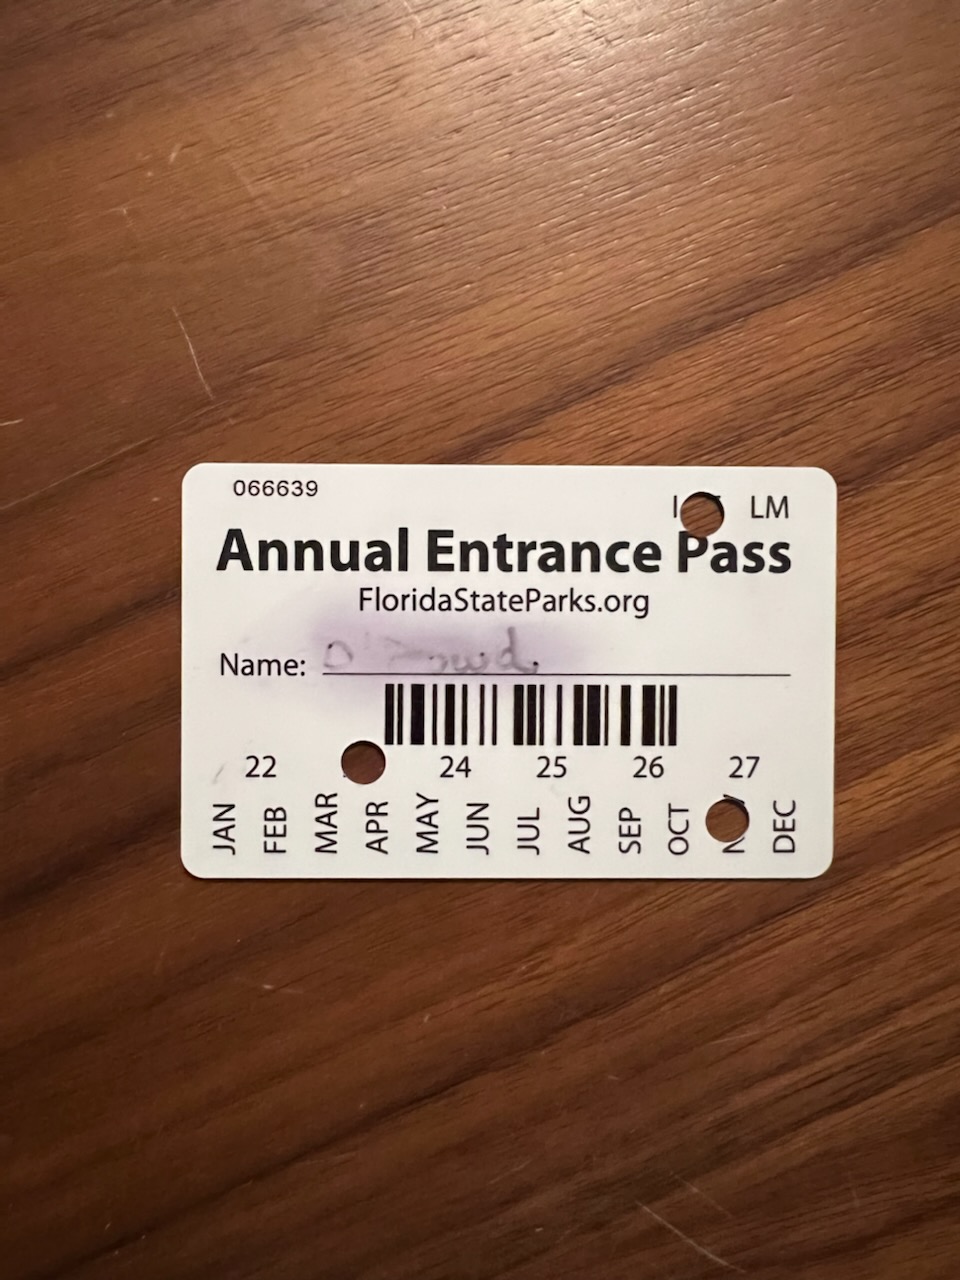 066639
LM
Annual Entrance Pass
FloridaStateParks.org
Name:
22 24 25 26 27
JAN FEB MAR APR MAY JUN JUL AUG SEP OCT DEC